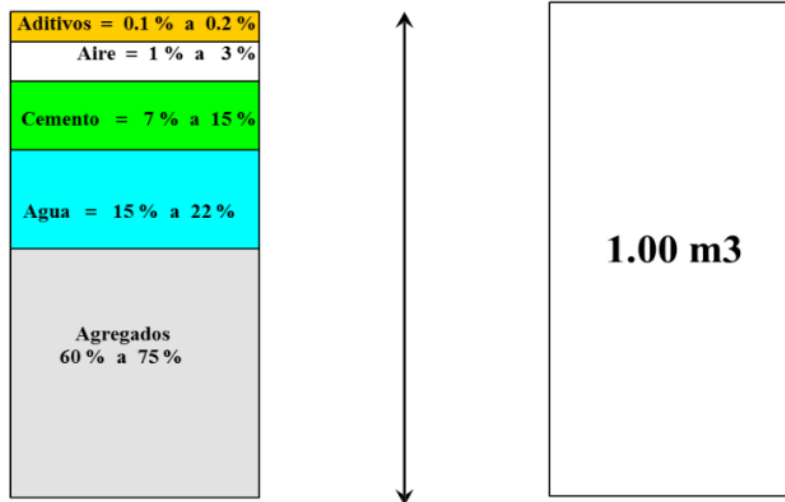 Aditivos = 0.1 % a 0.2 %
Aire = 1 % a 3 %
Cemento = 7 % a 15 %
Agua = 15 % a 22 %
Agregados
60 % a 75 %
1.00 m3